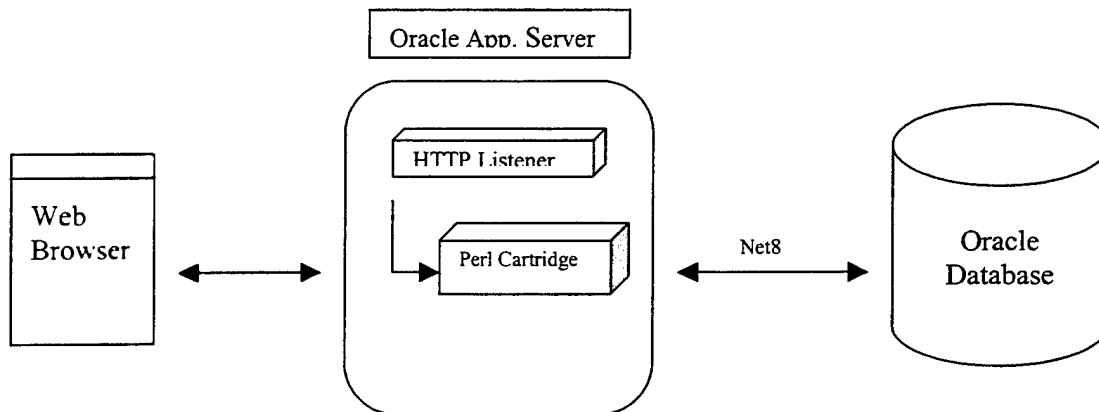 Oracle App. Server
HTTP Listener
Web
Browser
Perl Cartridge
Net8
Oracle
Database